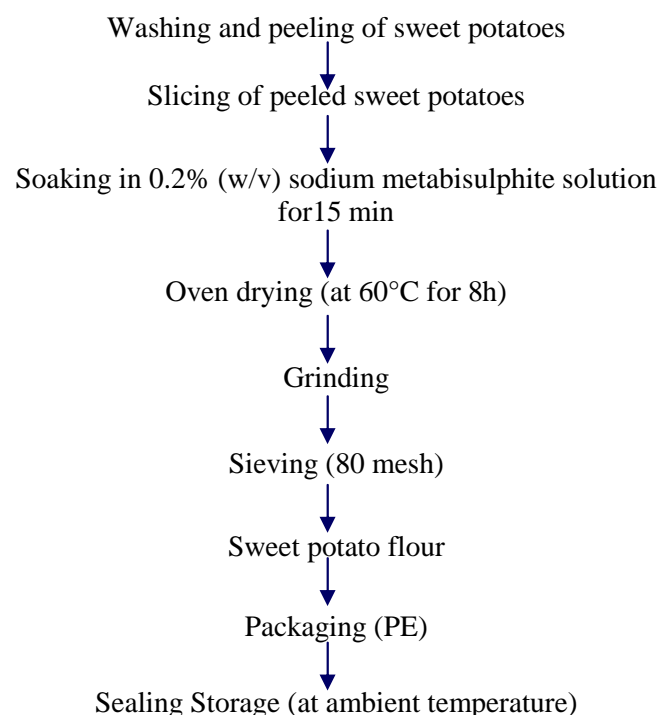 Washing and peeling of sweet potatoes
Slicing of peeled sweet potatoes
Soaking in 0.2% (w/v) sodium metabisulphite solution
for15 min
Oven drying (at 60°C for 8h)
Grinding
Sieving (80 mesh)
Sweet potato flour
Packaging (PE)
Sealing Storage (at ambient temperature)